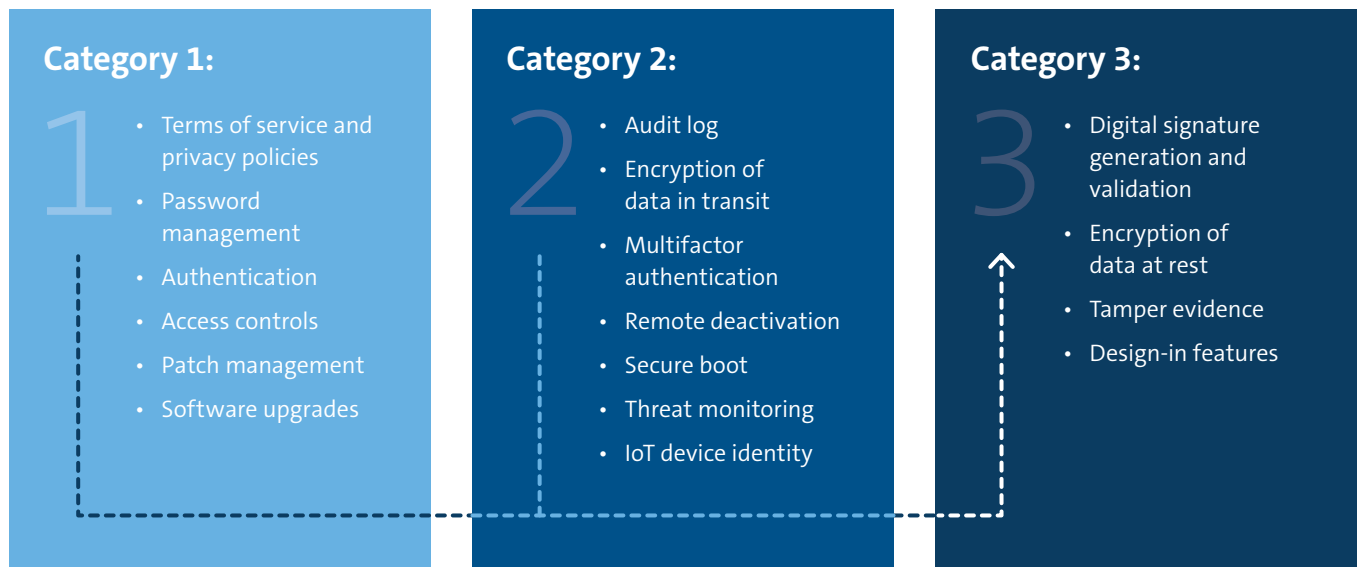 Category 1:
1
• Terms of service and
privacy policies
• Password
management
• Authentication
• Access controls
• Patch management
• Software upgrades
Category 2:
2
• Audit log
• Encryption of
data in transit
• Multifactor
authentication
• Remote deactivation
• Secure boot
• Threat monitoring
• IoT device identity
Category 3:
3
• Digital signature
generation and
validation
• Encryption of
data at rest
• Tamper evidence
• Design-in features